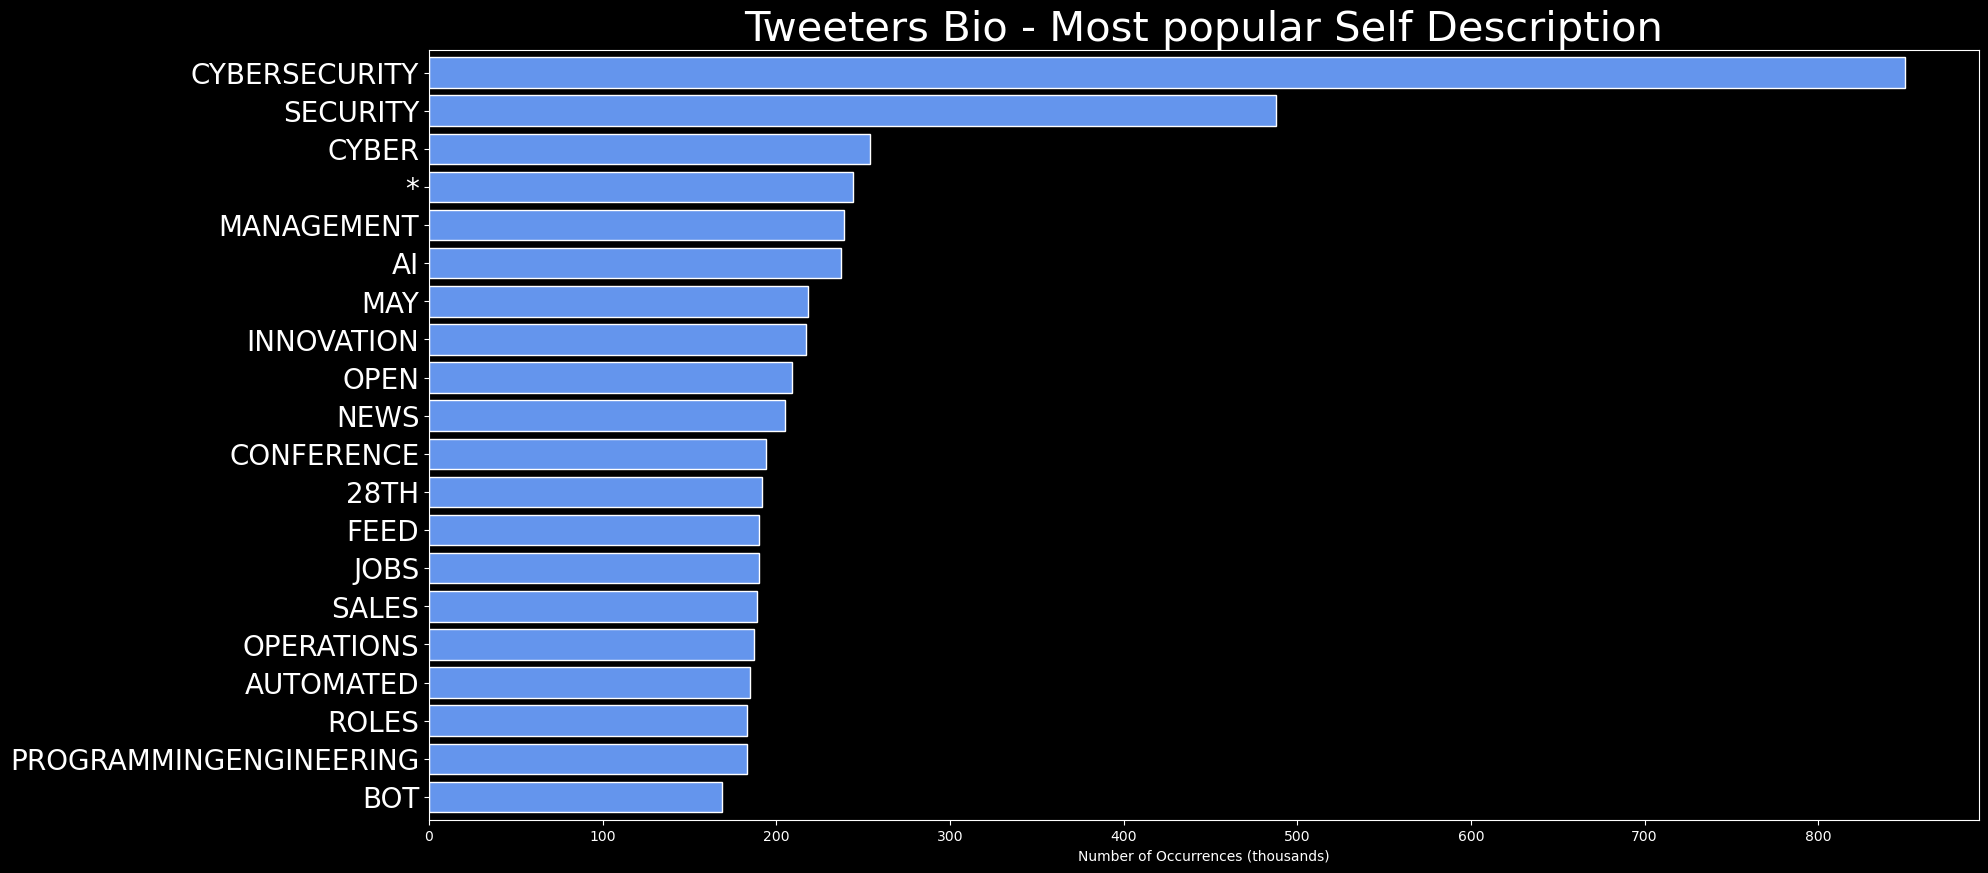 Tweeters Bio - Most popular Self Description
CYBERSECURITY
SECURITY
CYBER
*
MANAGEMENT
AI
MAY
INNOVATION
OPEN
NEWS
CONFERENCE
28TH
FEED
JOBS
SALES
OPERATIONS
AUTOMATED
ROLES
PROGRAMMINGENGINEERING
BOT
0 100 200 300 400 500 600 700 800
Number of Occurrences (thousands)